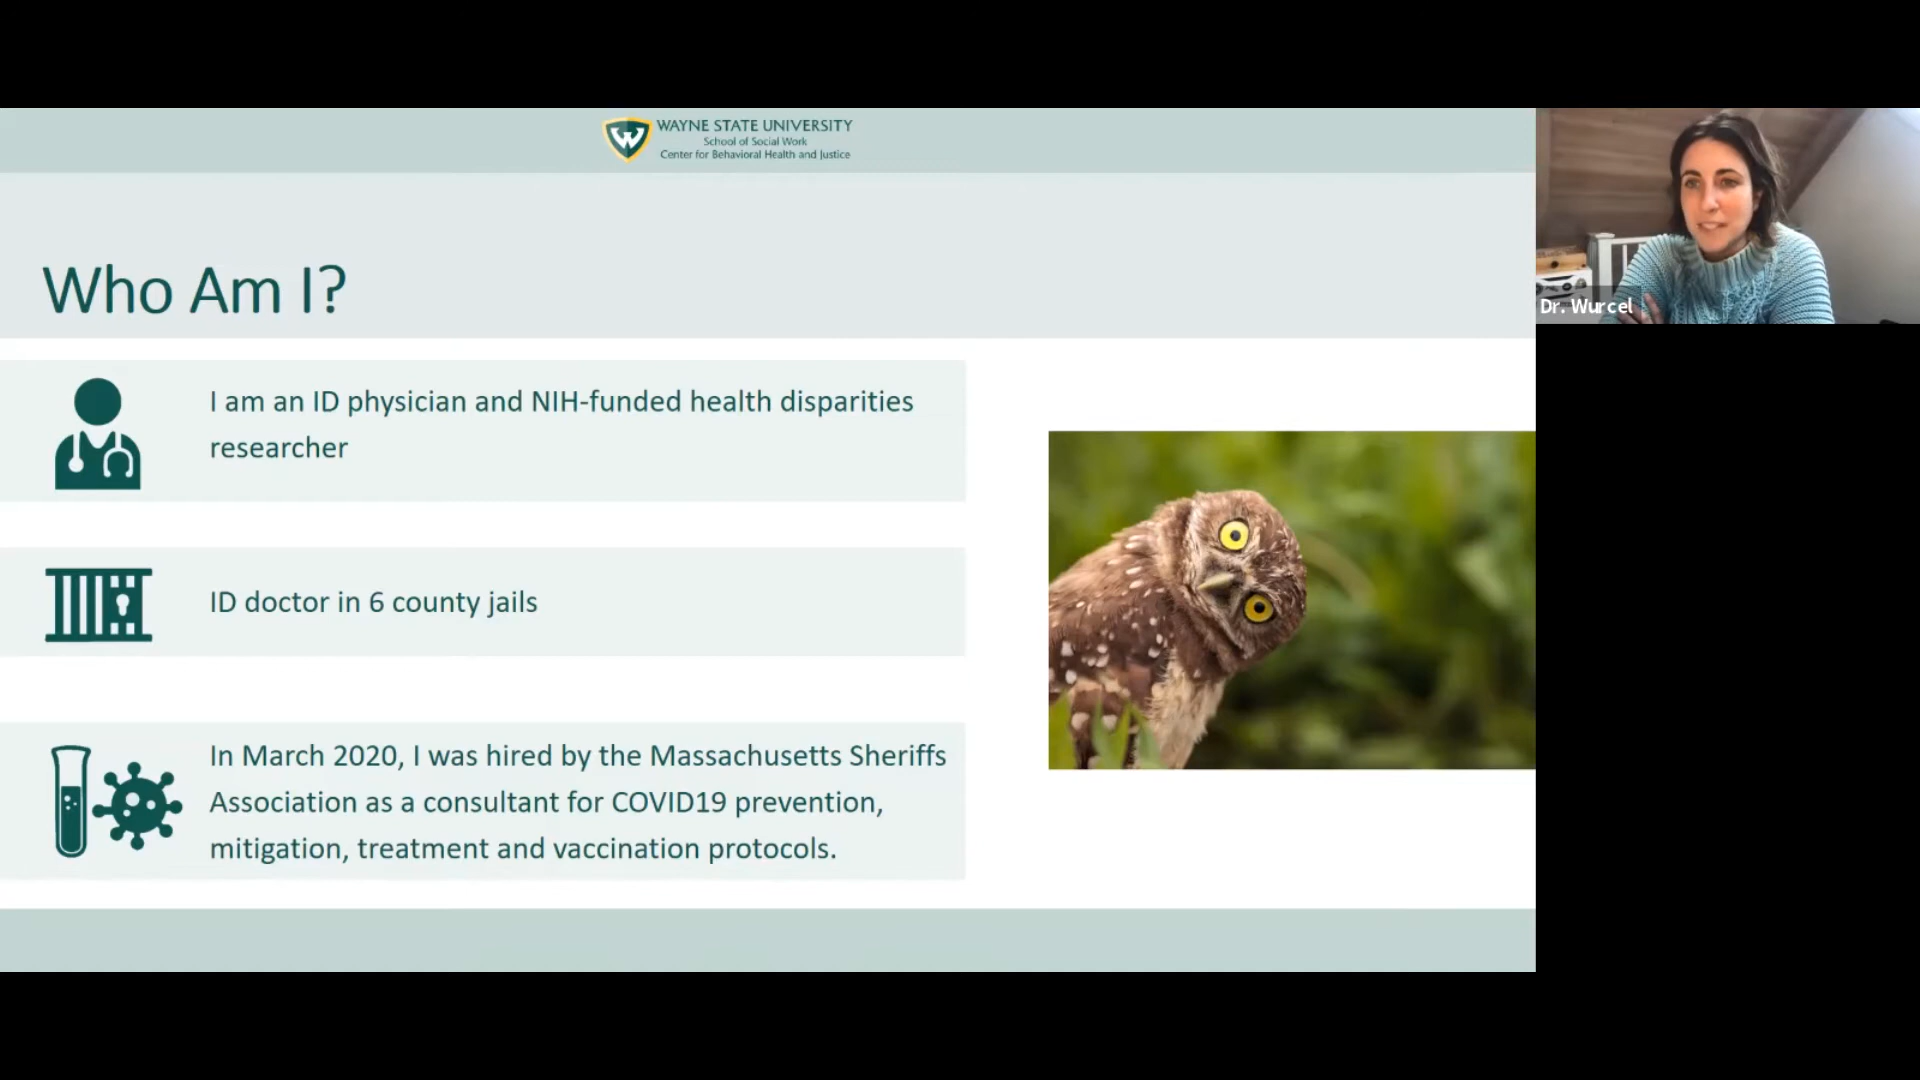 WAYNE STATE UNIVERSITY
School of Social Work
Center for Behavioral Health and Justice
Who Am I?
I am an ID physician and NIH-funded health disparities
researcher
ID doctor in 6 county jails
In March 2020, I was hired by the Massachusetts Sheriffs
Association as a consultant for COVID19 prevention,
mitigation, treatment and vaccination protocols.
Dr. Wurcel